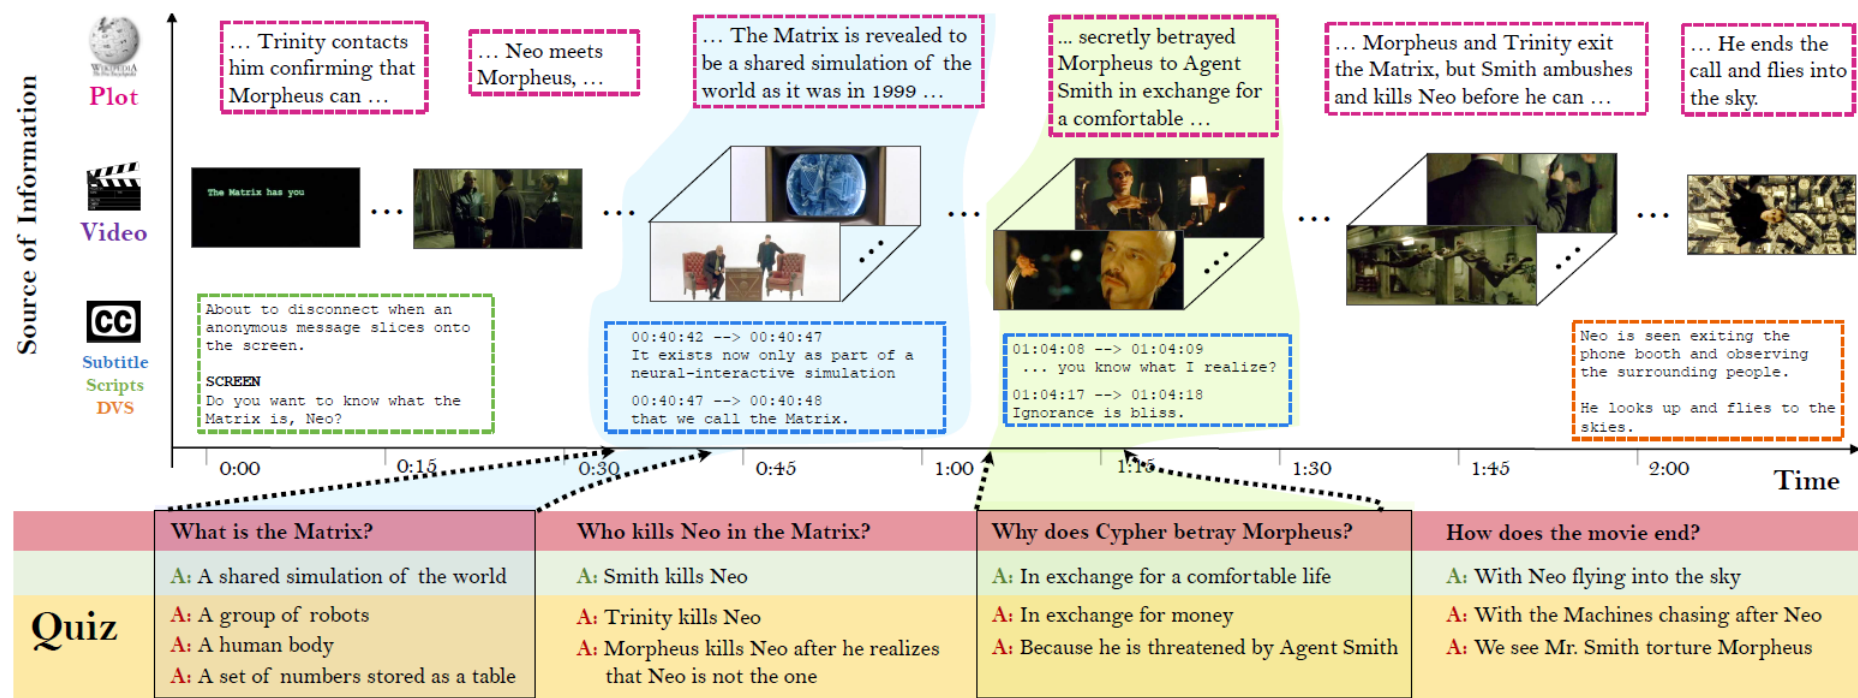 Source of Information
WIKIPEDIA
The Free Encyclopedia
Plot
… Trinity contacts
him confirming that
Morpheus can …
… Neo meets
Morpheus, …
… The Matrix is revealed to
be a shared simulation of the
world as it was in 1999 …
... secretly betrayed
Morpheus to Agent
Smith in exchange for
a comfortable …
… Morpheus and Trinity exit
the Matrix, but Smith ambushes
and kills Neo before he can …
… He ends the
call and flies into
the sky.
Video
The Matrix has you
...
...
...
...
...
CC
Subtitle
Scripts
DVS
About to disconnect when an
anonymous message slices onto
the screen.
SCREEN
Do you want to know what the
Matrix is, Neo?
00:40:42 --> 00:40:47
It exists now only as part of a
neural-interactive simulation
00:40:47 --> 00:40:48
that we call the Matrix.
01:04:08 --> 01:04:09
... you know what I realize?
01:04:17 --> 01:04:18
Ignorance is bliss.
Neo is seen exiting the
phone booth and observing
the surrounding people.
He looks up and flies to the
skies.
0:00 0:15 0:30 0:45 1:00 1:15 1:30 1:45 2:00
Time
Quiz
What is the Matrix?
A: A shared simulation of the world
A: A group of robots
A: A human body
A: A set of numbers stored as a table
Who kills Neo in the Matrix?
A: Smith kills Neo
A: Trinity kills Neo
A: Morpheus kills Neo after he realizes
that Neo is not the one
Why does Cypher betray Morpheus?
A: In exchange for a comfortable life
A: In exchange for money
A: Because he is threatened by Agent Smith
How does the movie end?
A: With Neo flying into the sky
A: With the Machines chasing after Neo
A: We see Mr. Smith torture Morpheus